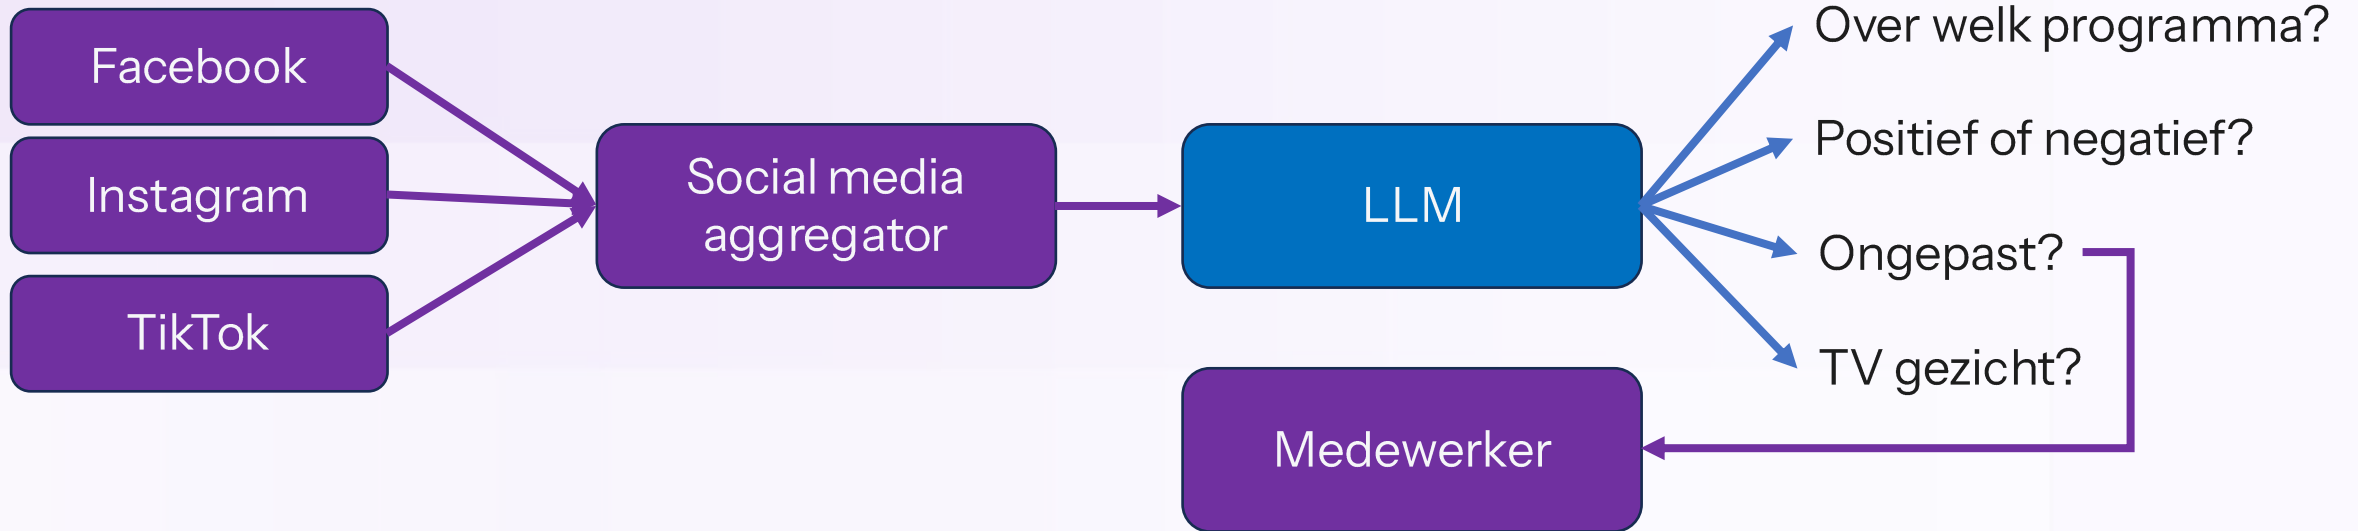 Facebook
Instagram
TikTok
Social media
aggregator
LLM
Over welk programma?
Positief of negatief?
Ongepast?
TV gezicht?
Medewerker